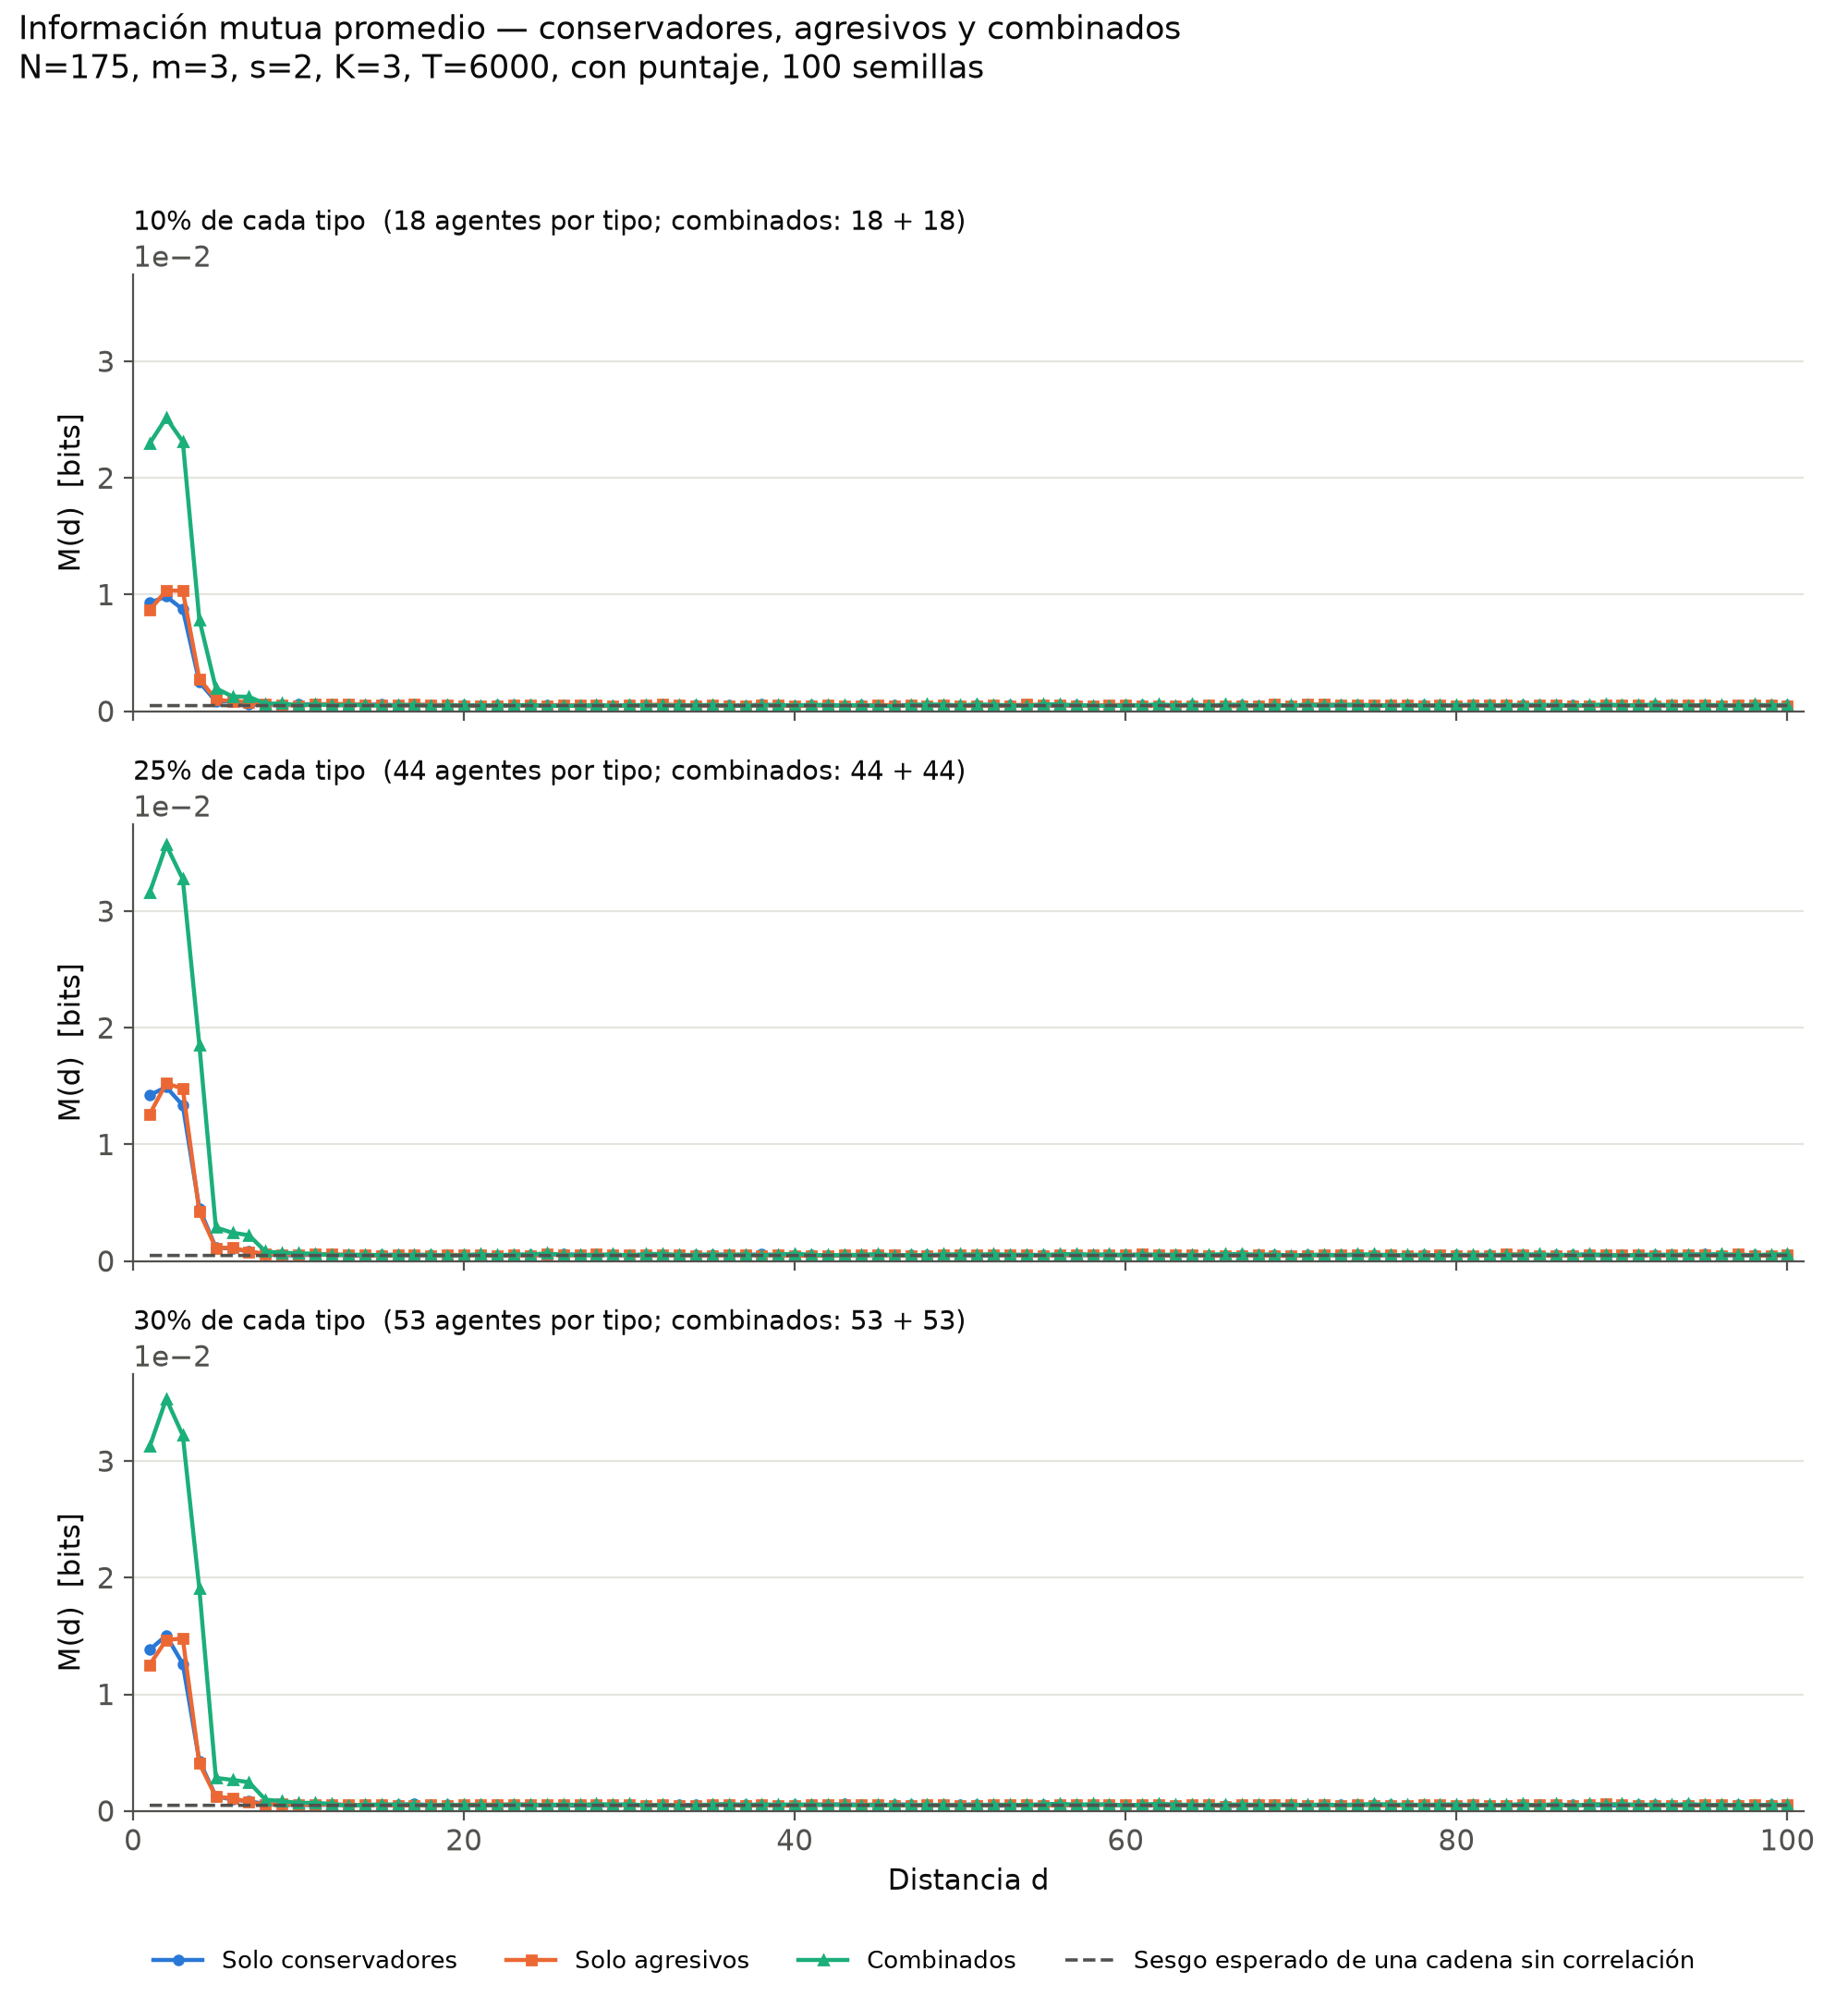 Información mutua promedio — conservadores, agresivos y combinados
N=175, m=3, s=2, K=3, T=6000, con puntaje, 100 semillas
10% de cada tipo  (18 agentes por tipo; combinados: 18 + 18)
1e−2
3
2
1
0
M(d)  [bits]
25% de cada tipo  (44 agentes por tipo; combinados: 44 + 44)
1e−2
3
2
1
0
M(d)  [bits]
30% de cada tipo  (53 agentes por tipo; combinados: 53 + 53)
1e−2
3
2
1
0
M(d)  [bits]
0 20 40 60 80 100
Distancia d
Solo conservadores Solo agresivos Combinados Sesgo esperado de una cadena sin correlación